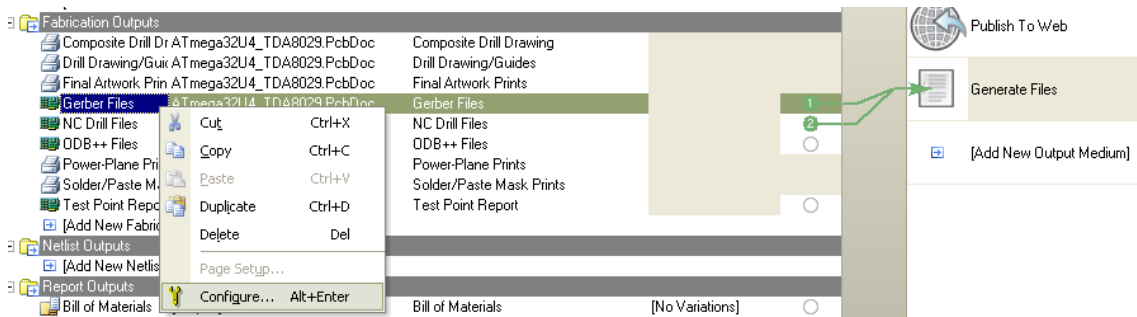 Fabrication Outputs
Composite Drill Dr ATmega32U4_TDA8029.PcbDoc Composite Drill Drawing
Drill Drawing/Guid ATmega32U4_TDA8029.PcbDoc Drill Drawing/Guides
Final Artwork Prin ATmega32U4_TDA8029.PcbDoc Final Artwork Prints
Gerber Files ATmega32U4_TDA8029.PcbDoc Gerber Files 1
NC Drill Files NC Drill Files 2
ODB++ Files ODB++ Files
Power-Plane Pri Power-Plane Prints
Solder/Paste M Solder/Paste Mask Prints
Test Point Repo Test Point Report
[Add New Fabric
Netlist Outputs
[Add New Netlis
Report Outputs
Bill of Materials Bill of Materials [No Variations]
Cut Ctrl+X
Copy Ctrl+C
Paste Ctrl+V
Duplicate Ctrl+D
Delete Del
Page Setup...
Configure... Alt+Enter
Publish To Web
Generate Files
[Add New Output Medium]